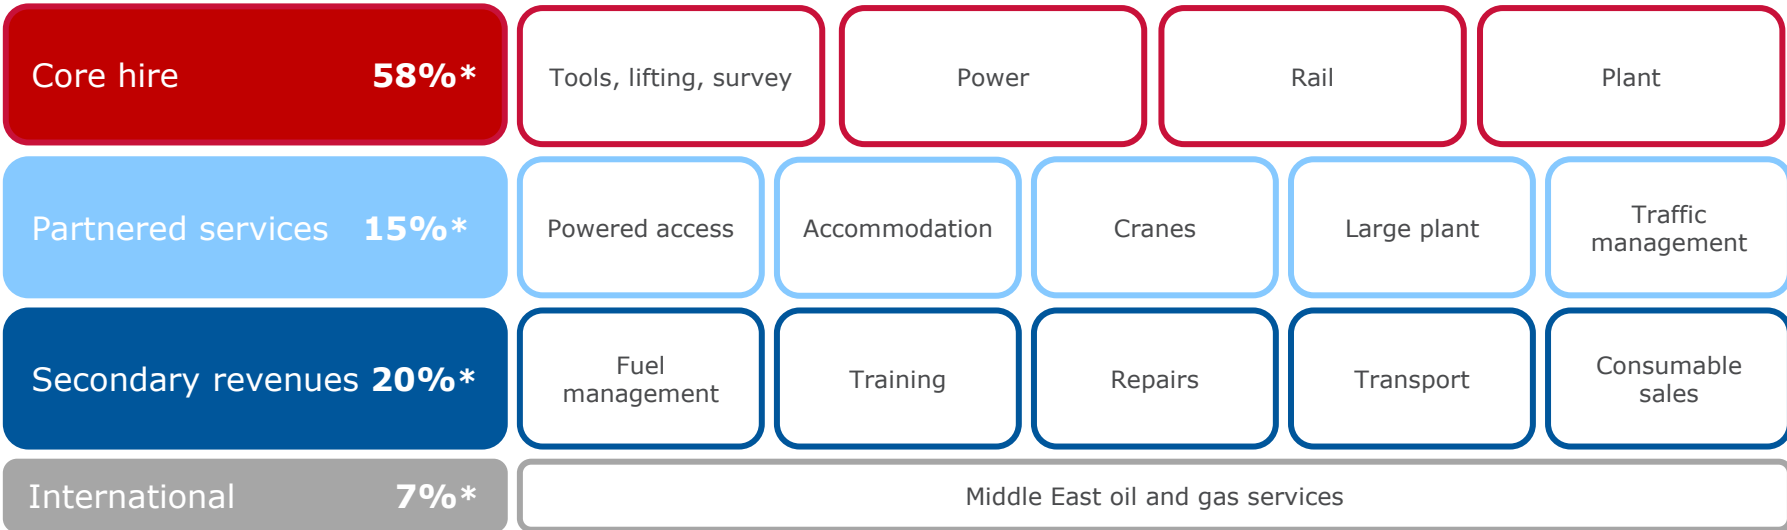 Core hire 58%*
Tools, lifting, survey
Power
Rail
Plant
Partnered services 15%*
Powered access
Accommodation
Cranes
Large plant
Traffic
management
Secondary revenues 20%*
Fuel
management
Training
Repairs
Transport
Consumable
sales
International 7%*
Middle East oil and gas services